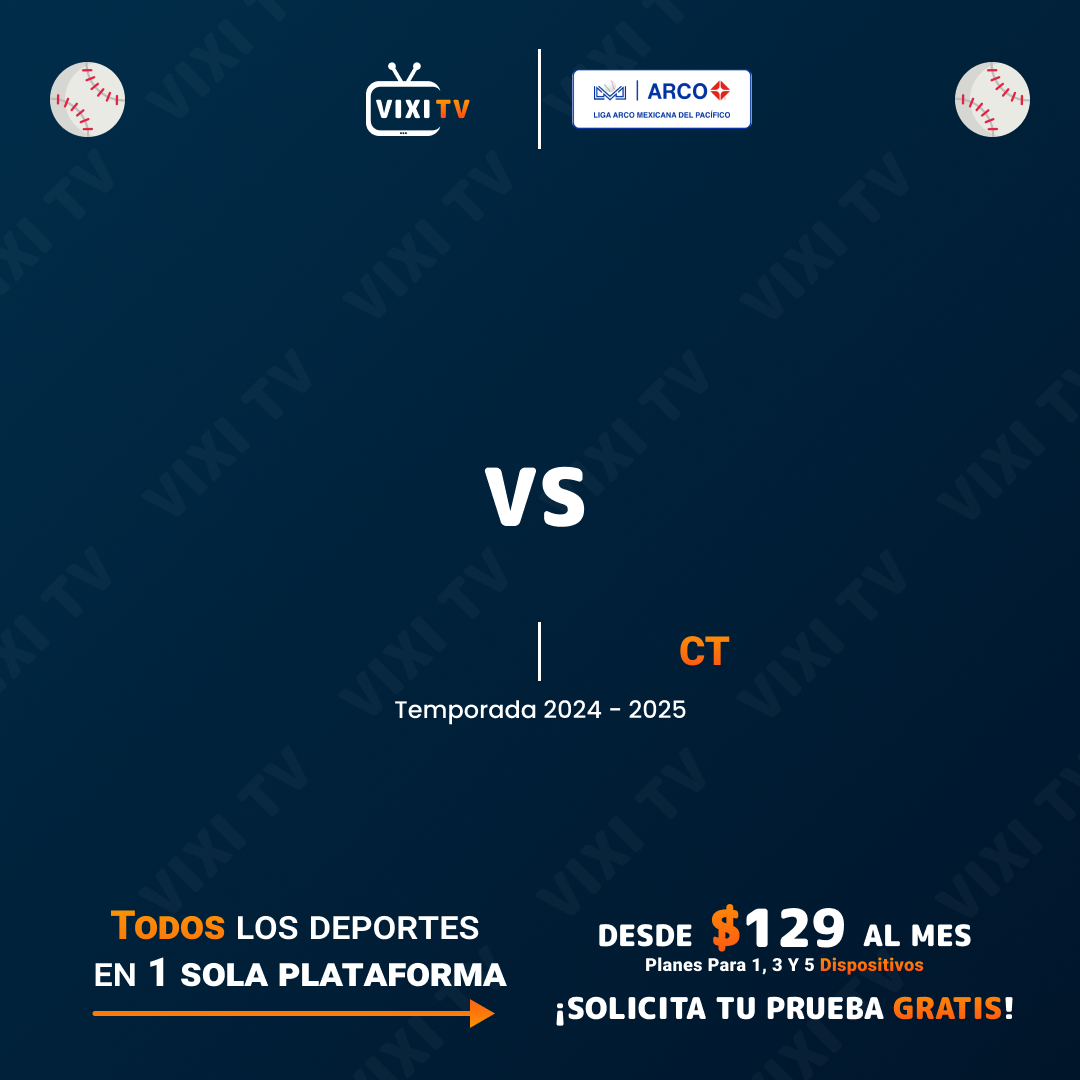 VIXI TV
ARCO
LIGA ARCO MEXICANA DEL PACÍFICO
VS
CT
Temporada 2024 - 2025
TODOS LOS DEPORTES
EN 1 SOLA PLATAFORMA
DESDE $129 AL MES
Planes Para 1, 3 Y 5 Dispositivos
¡SOLICITA TU PRUEBA GRATIS!